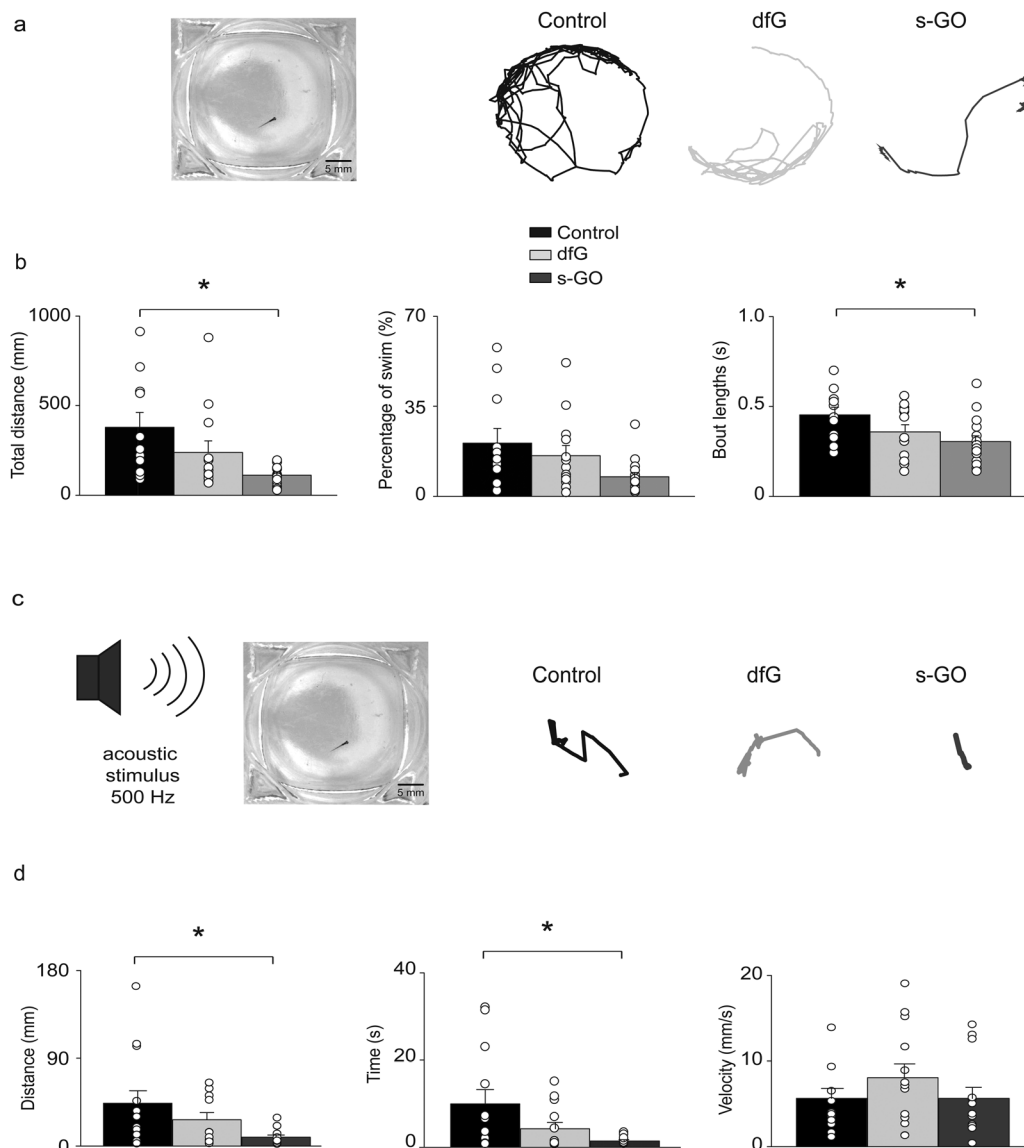 a
Control
dfG
s-GO
5 mm
Control
dfG
s-GO
b
*
*
1000
500
0
Total distance (mm)
70
35
0
Percentage of swim (%)
1.0
0.5
0
Bout lengths (s)
c
acoustic
stimulus
500 Hz
5 mm
Control
dfG
s-GO
d
*
*
180
90
0
Distance (mm)
40
20
0
Time (s)
20
10
0
Velocity (mm/s)